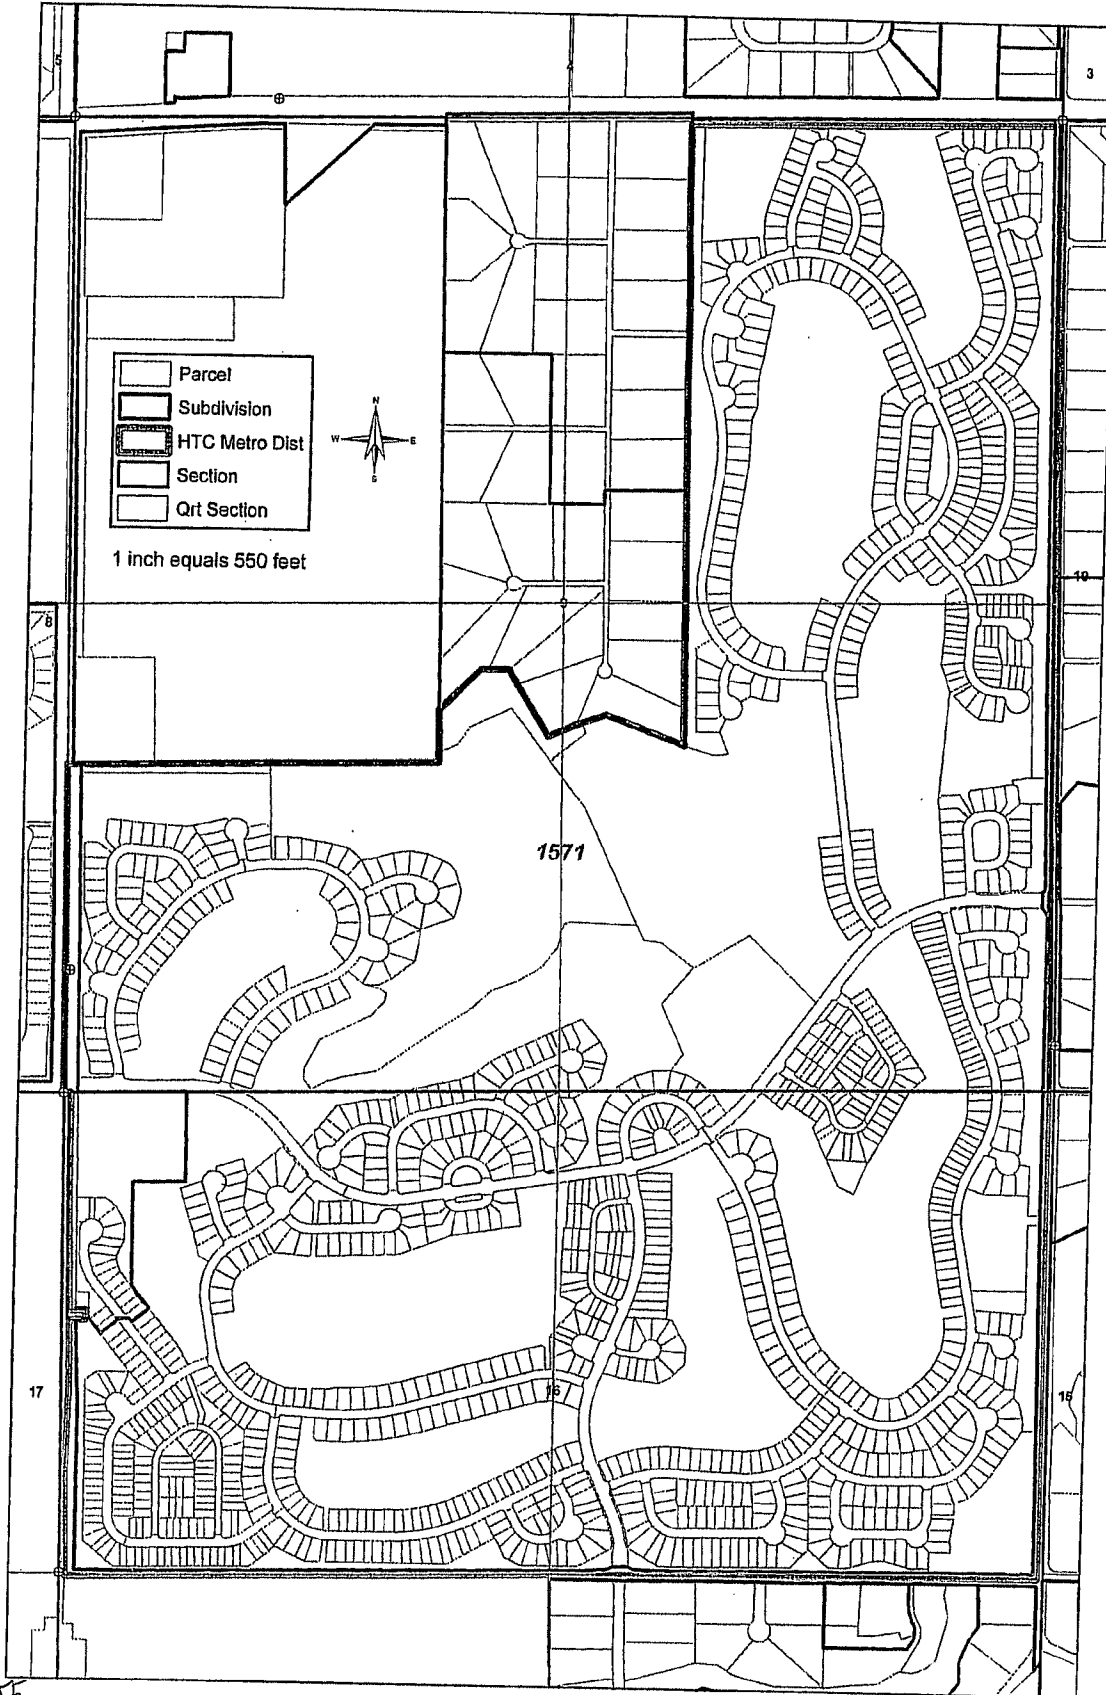 5
4
3
Parcel
Subdivision
HTC Metro Dist
Section
Qrt Section
N
W E
S
1 inch equals 550 feet
10
8
1571
17
16
15